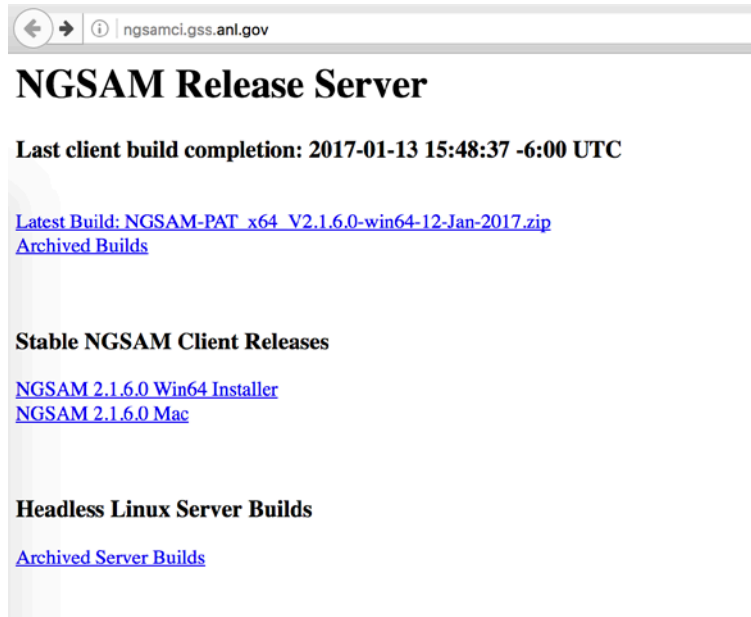 ngsamci.gss.anl.gov
NGSAM Release Server
Last client build completion: 2017-01-13 15:48:37 -6:00 UTC
Latest Build: NGSAM-PAT_x64_V2.1.6.0-win64-12-Jan-2017.zip
Archived Builds
Stable NGSAM Client Releases
NGSAM 2.1.6.0 Win64 Installer
NGSAM 2.1.6.0 Mac
Headless Linux Server Builds
Archived Server Builds